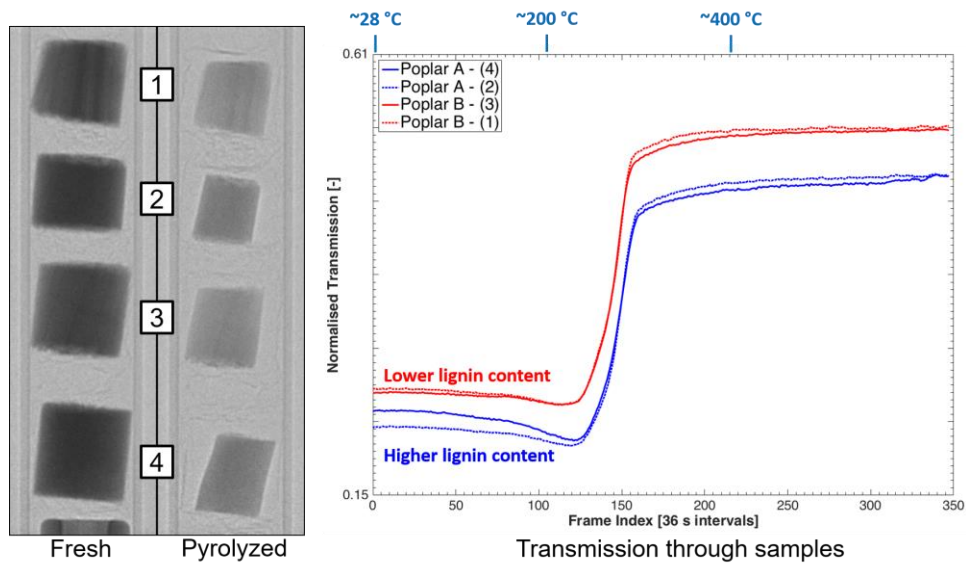 ~28 °C
~200 °C
~400 °C
0.61
Poplar A - (4)
Poplar A - (2)
Poplar B - (3)
Poplar B - (1)
1
2
3
4
Normalised Transmission [-]
Lower lignin content
Higher lignin content
0.15
0 50 100 150 200 250 300 350
Frame Index [36 s intervals]
Fresh
Pyrolyzed
Transmission through samples